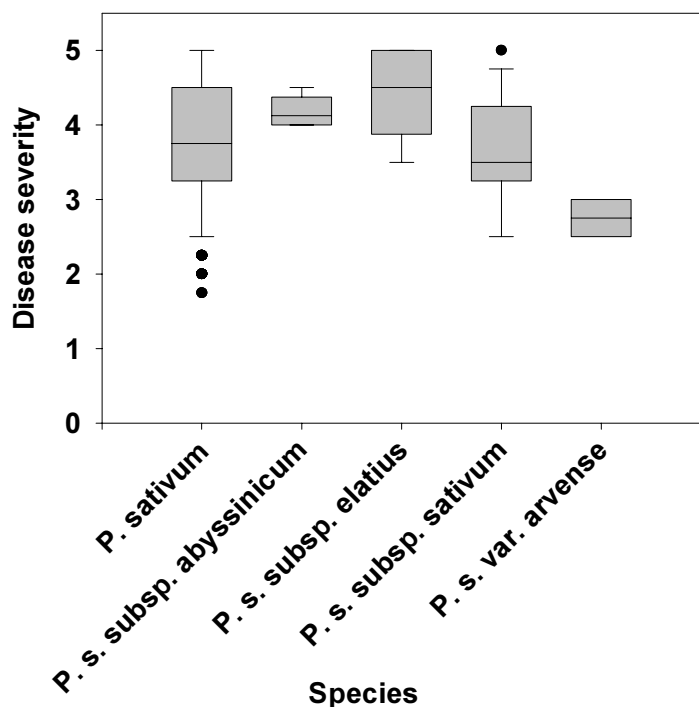 Disease severity
5
4
3
2
1
0
P. sativum
P. s. subsp. abyssinicum
P. s. subsp. elatius
P. s. subsp. sativum
P. s. var. arvense
Species